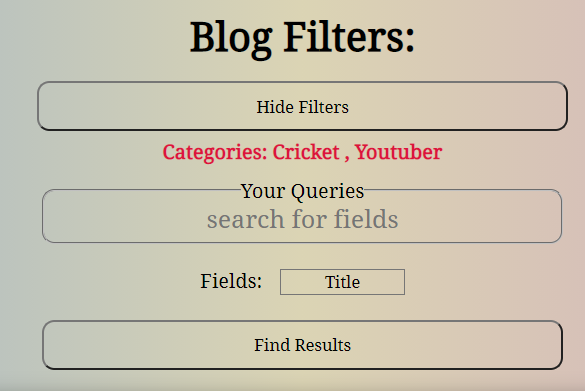 Blog Filters:
Hide Filters
Categories: Cricket , Youtuber
Your Queries
search for fields
Fields: Title
Find Results